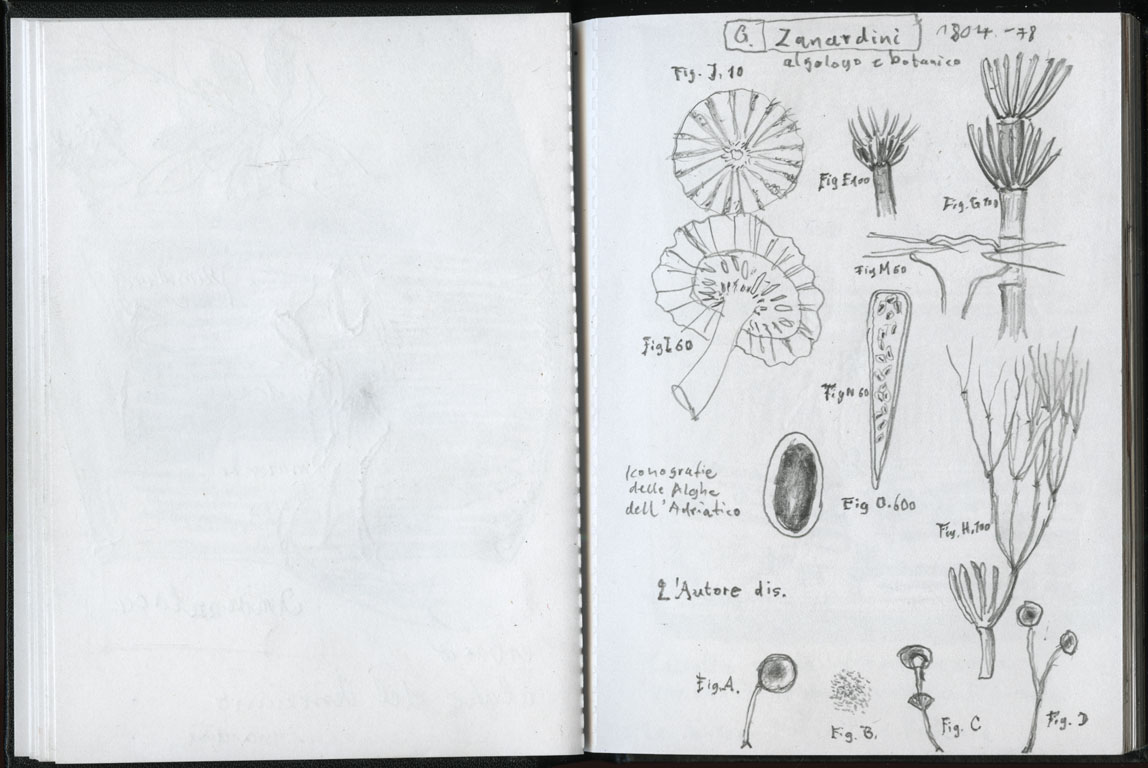 G. Zanardini 1804-78
algologo e botanico
Fig. I, 10
Fig E100
Fig. G 100
Fig M 60
Fig L 60
Fig N 60
Iconografie
delle Alghe
dell'Adriatico
Fig O. 600
Fig. H, 100
L'Autore dis.
Fig. A.
Fig. B.
Fig. C
Fig. D